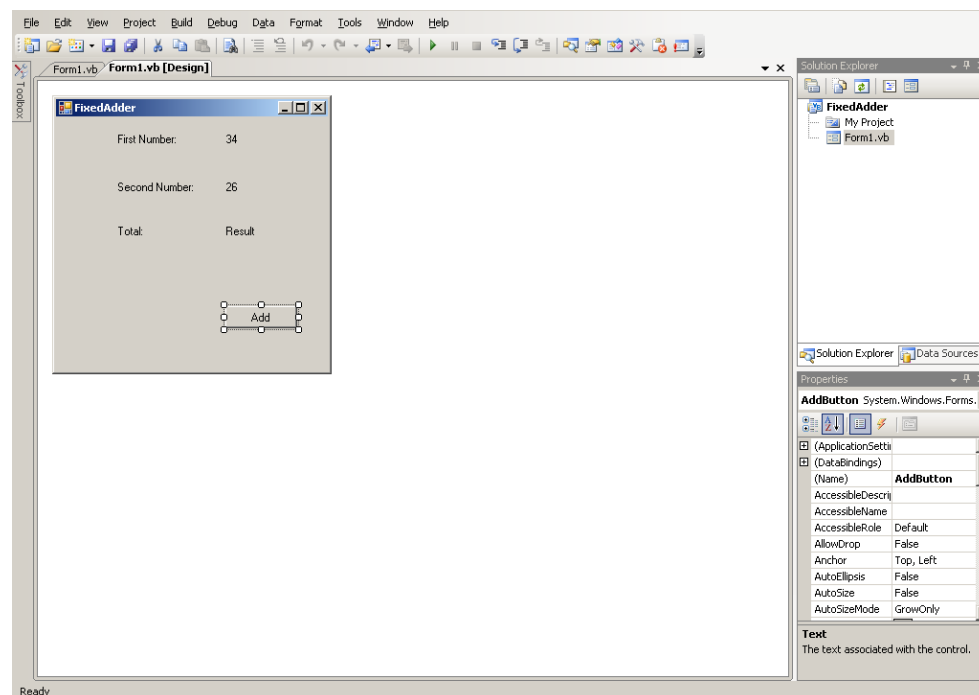 File Edit View Project Build Debug Data Format Tools Window Help
Toolbox
Form1.vb Form1.vb [Design]
FixedAdder
First Number: 34
Second Number: 26
Total: Result
Add
Solution Explorer
FixedAdder
My Project
Form1.vb
Solution Explorer Data Sources
Properties
AddButton System.Windows.Forms.
(ApplicationSetti
(DataBindings)
(Name) AddButton
AccessibleDescri
AccessibleName
AccessibleRole Default
AllowDrop False
Anchor Top, Left
AutoEllipsis False
AutoSize False
AutoSizeMode GrowOnly
Text
The text associated with the control.
Ready